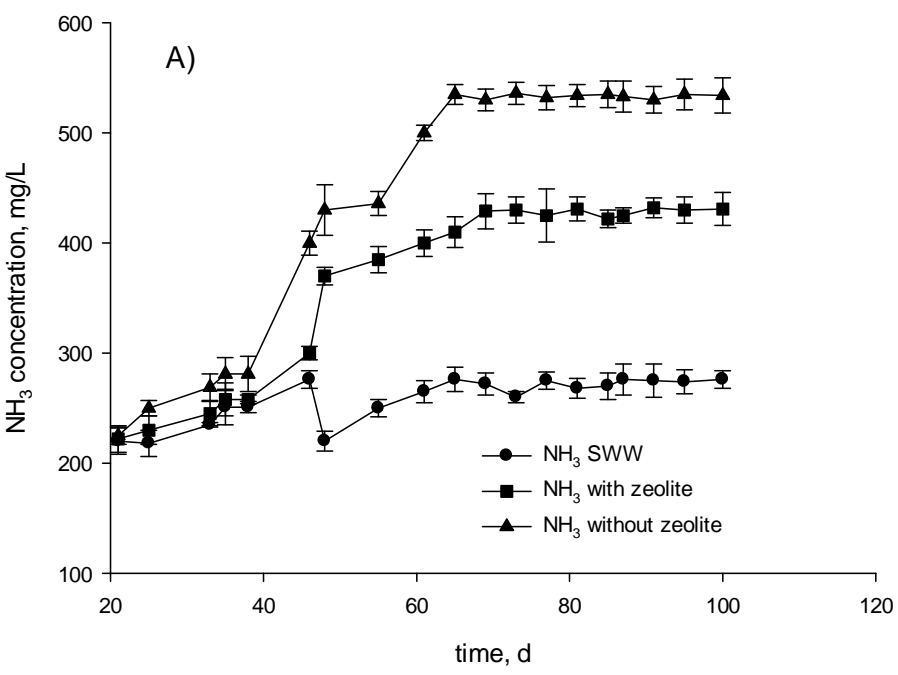 A)
600
500
400
300
200
100
NH₃ concentration, mg/L
NH₃ SWW
NH₃ with zeolite
NH₃ without zeolite
20 40 60 80 100 120
time, d